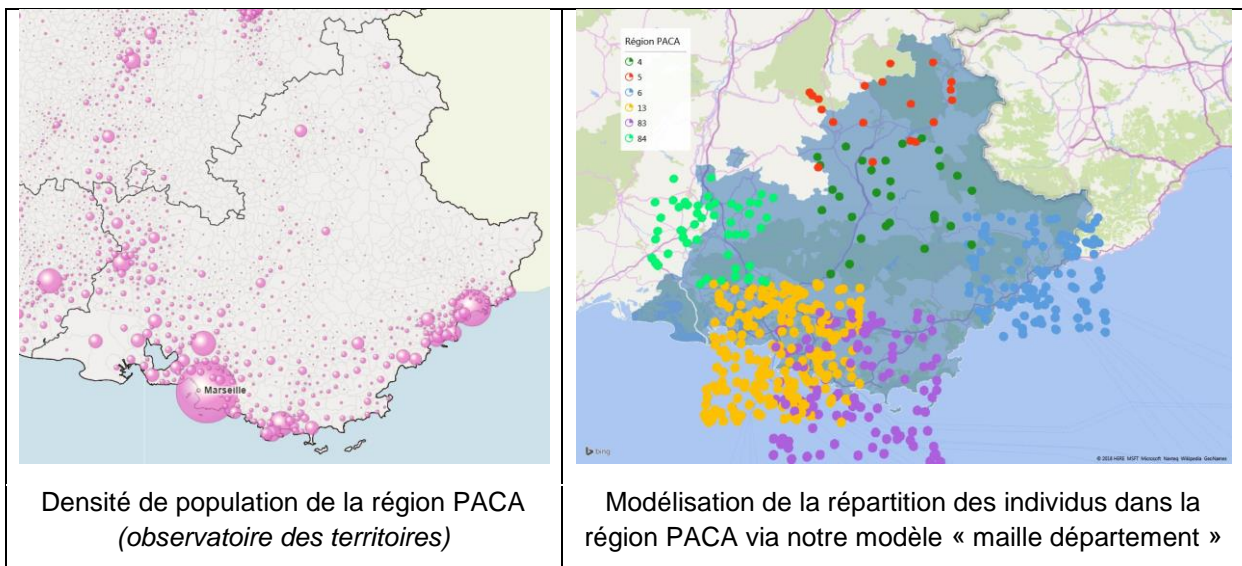 Marseille
Région PACA
4
5
6
13
83
84
bing
© 2016 HERE MSFT Microsoft Nameq Wikipedia GeoNames
Densité de population de la région PACA
(observatoire des territoires)
Modélisation de la répartition des individus dans la
région PACA via notre modèle « maille département »